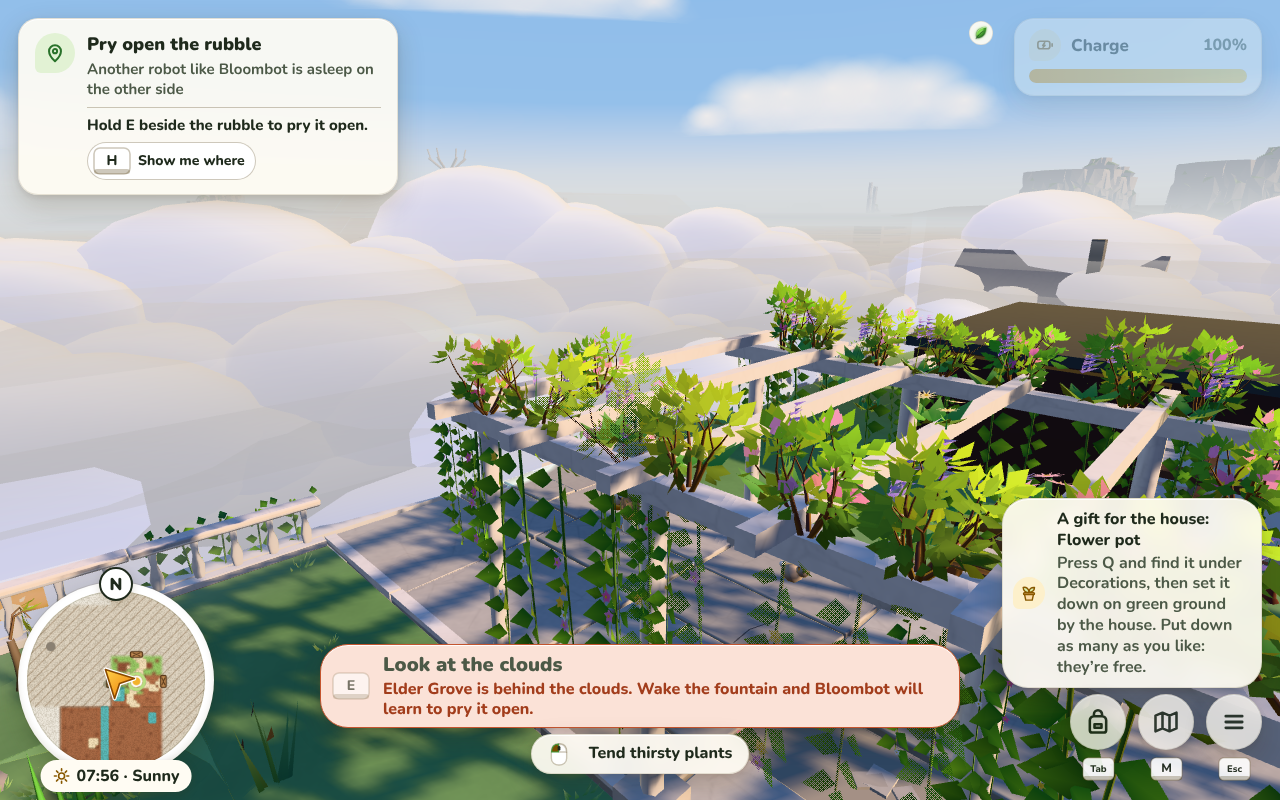 Pry open the rubble
Another robot like Bloombot is asleep on
the other side
Hold E beside the rubble to pry it open.
H Show me where
Charge 100%
A gift for the house:
Flower pot
Press Q and find it under
Decorations, then set it
down on green ground
by the house. Put down
as many as you like:
they're free.
N
07:56 · Sunny
Look at the clouds
E
Elder Grove is behind the clouds. Wake the fountain and Bloombot will
learn to pry it open.
Tend thirsty plants
Tab M Esc